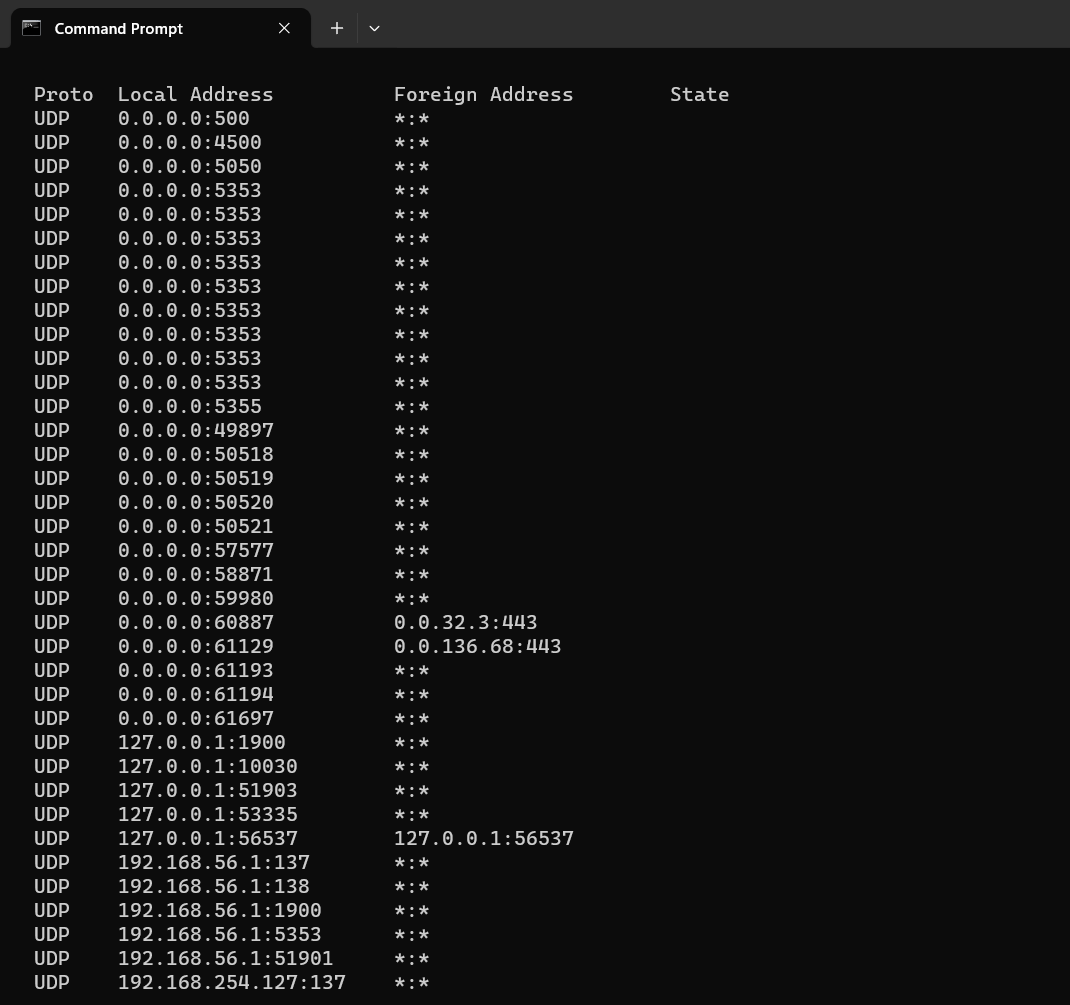 Command Prompt
Proto  Local Address          Foreign Address        State
UDP    0.0.0.0:500            *:*
UDP    0.0.0.0:4500           *:*
UDP    0.0.0.0:5050           *:*
UDP    0.0.0.0:5353           *:*
UDP    0.0.0.0:5353           *:*
UDP    0.0.0.0:5353           *:*
UDP    0.0.0.0:5353           *:*
UDP    0.0.0.0:5353           *:*
UDP    0.0.0.0:5353           *:*
UDP    0.0.0.0:5353           *:*
UDP    0.0.0.0:5353           *:*
UDP    0.0.0.0:5353           *:*
UDP    0.0.0.0:5355           *:*
UDP    0.0.0.0:49897          *:*
UDP    0.0.0.0:50518          *:*
UDP    0.0.0.0:50519          *:*
UDP    0.0.0.0:50520          *:*
UDP    0.0.0.0:50521          *:*
UDP    0.0.0.0:57577          *:*
UDP    0.0.0.0:58871          *:*
UDP    0.0.0.0:59980          *:*
UDP    0.0.0.0:60887          0.0.32.3:443
UDP    0.0.0.0:61129          0.0.136.68:443
UDP    0.0.0.0:61193          *:*
UDP    0.0.0.0:61194          *:*
UDP    0.0.0.0:61697          *:*
UDP    127.0.0.1:1900         *:*
UDP    127.0.0.1:10030        *:*
UDP    127.0.0.1:51903        *:*
UDP    127.0.0.1:53335        *:*
UDP    127.0.0.1:56537        127.0.0.1:56537
UDP    192.168.56.1:137       *:*
UDP    192.168.56.1:138       *:*
UDP    192.168.56.1:1900      *:*
UDP    192.168.56.1:5353      *:*
UDP    192.168.56.1:51901     *:*
UDP    192.168.254.127:137    *:*